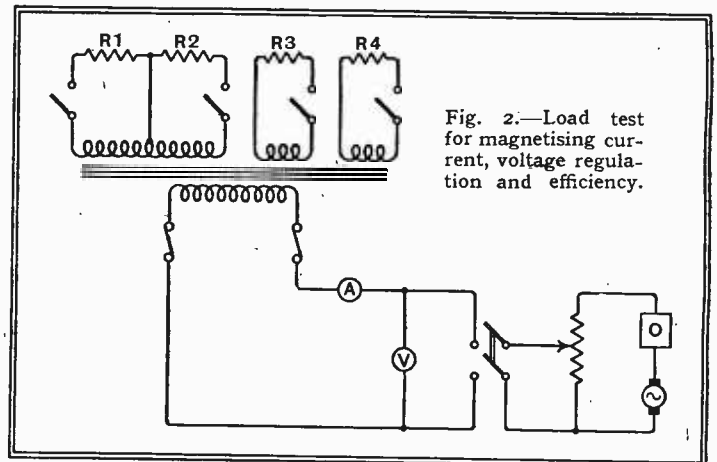 R1 R2 R3 R4
Fig. 2.—Load test
for magnetising cur-
rent, voltage regula-
tion and efficiency.
A
V
O